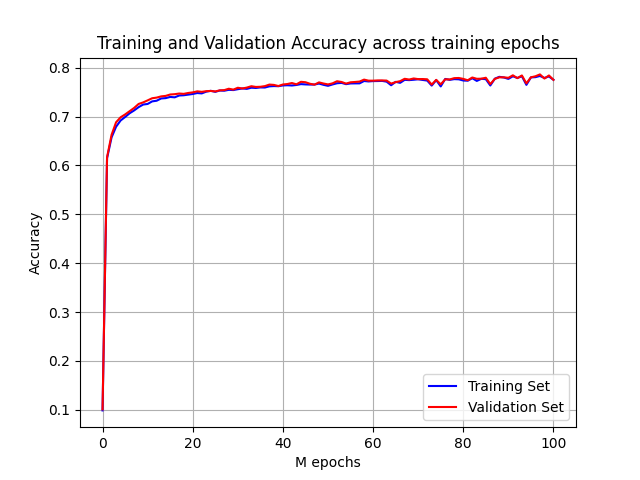 Training and Validation Accuracy across training epochs
Accuracy
0.8
0.7
0.6
0.5
0.4
0.3
0.2
0.1
Training Set
Validation Set
0 20 40 60 80 100
M epochs